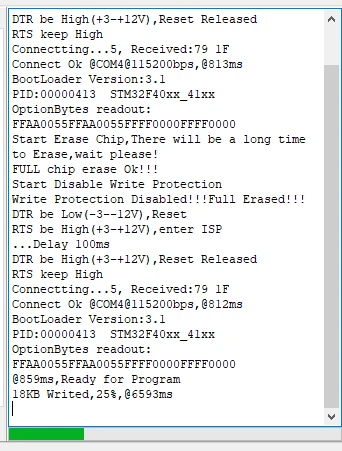 DTR be High(+3-+12V),Reset Released
RTS keep High
Connectting...5, Received:79 1F
Connect Ok @COM4@115200bps,@813ms
BootLoader Version:3.1
PID:00000413  STM32F40xx_41xx
OptionBytes readout:
FFAA0055FFAA0055FFFF0000FFFF0000
Start Erase Chip,There will be a long time
to Erase,wait please!
FULL chip erase Ok!!!
Start Disable Write Protection
Write Protection Disabled!!!Full Erased!!!
DTR be Low(-3--12V),Reset
RTS be High(+3-+12V),enter ISP
...Delay 100ms
DTR be High(+3-+12V),Reset Released
RTS keep High
Connectting...5, Received:79 1F
Connect Ok @COM4@115200bps,@812ms
BootLoader Version:3.1
PID:00000413  STM32F40xx_41xx
OptionBytes readout:
FFAA0055FFAA0055FFFF0000FFFF0000
@859ms,Ready for Program
18KB Writed,25%,@6593ms